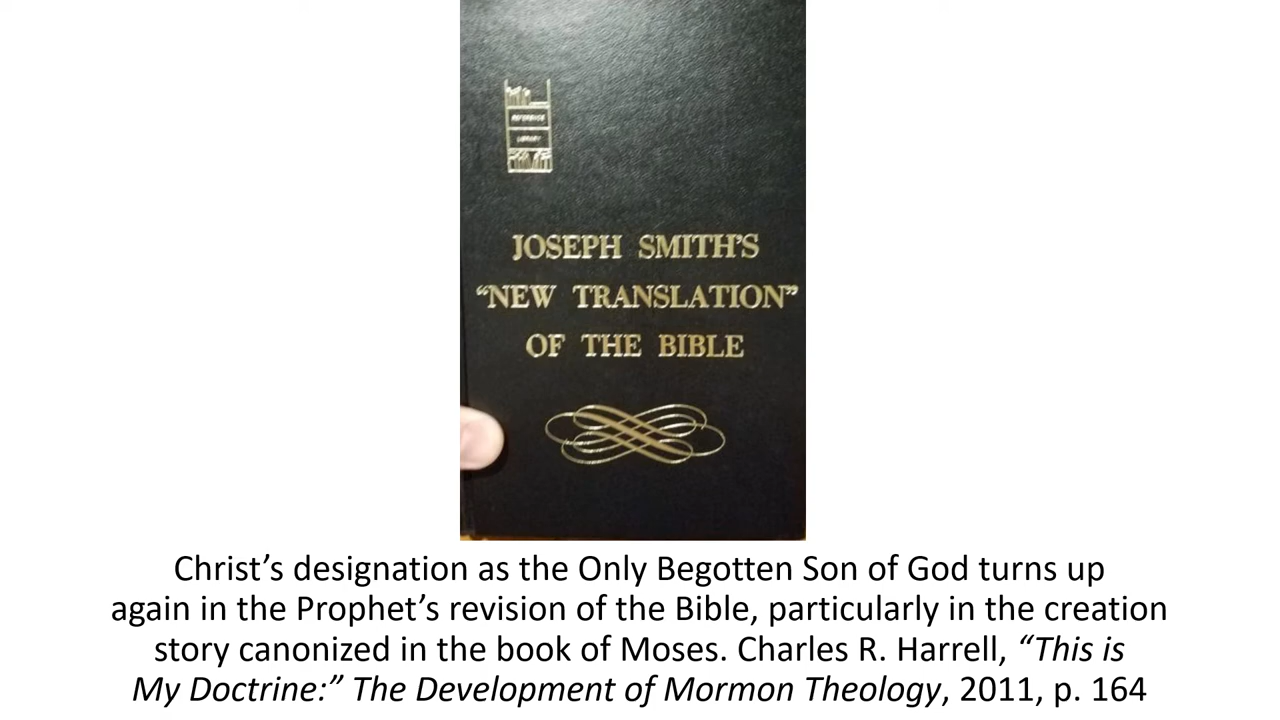 REFERENCE
LIBRARY
JOSEPH SMITH'S
“NEW TRANSLATION”
OF THE BIBLE
Christ’s designation as the Only Begotten Son of God turns up
again in the Prophet’s revision of the Bible, particularly in the creation
story canonized in the book of Moses. Charles R. Harrell, “This is
My Doctrine:” The Development of Mormon Theology, 2011, p. 164